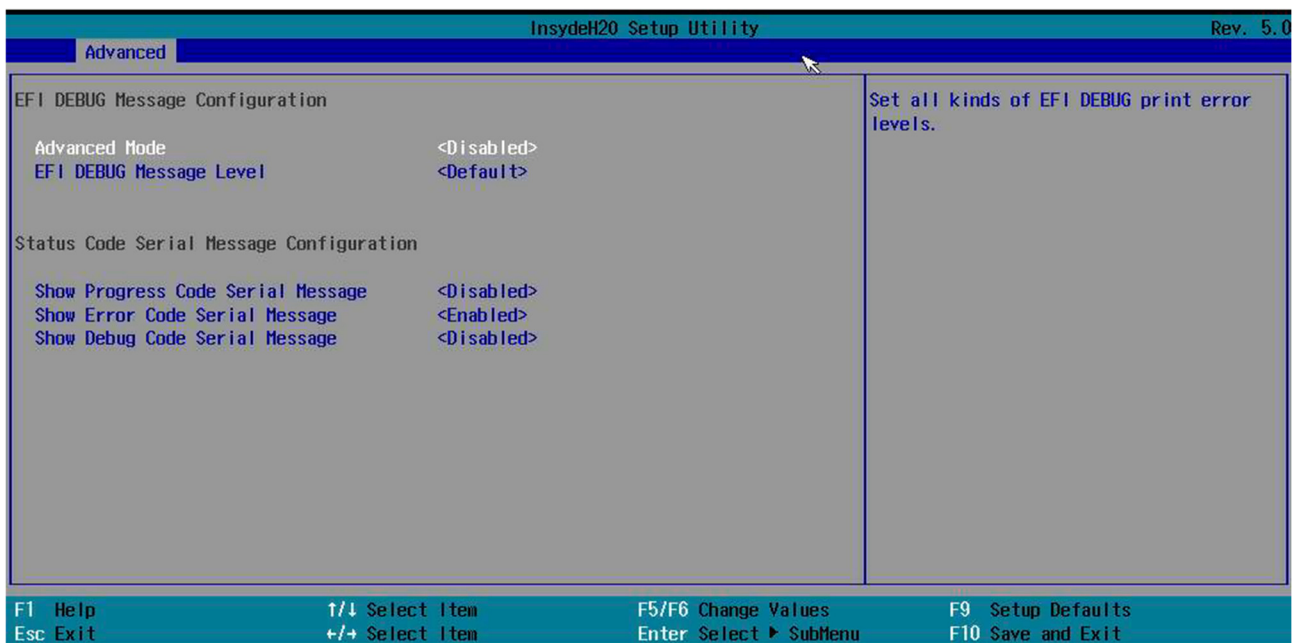 InsydeH20 Setup Utility Rev. 5.0
Advanced
EFI DEBUG Message Configuration
Set all kinds of EFI DEBUG print error
levels.
Advanced Mode <Disabled>
EFI DEBUG Message Level <Default>
Status Code Serial Message Configuration
Show Progress Code Serial Message <Disabled>
Show Error Code Serial Message <Enabled>
Show Debug Code Serial Message <Disabled>
F1 Help ↑/↓ Select Item F5/F6 Change Values F9 Setup Defaults
Esc Exit ←/→ Select Item Enter Select ▶ SubMenu F10 Save and Exit